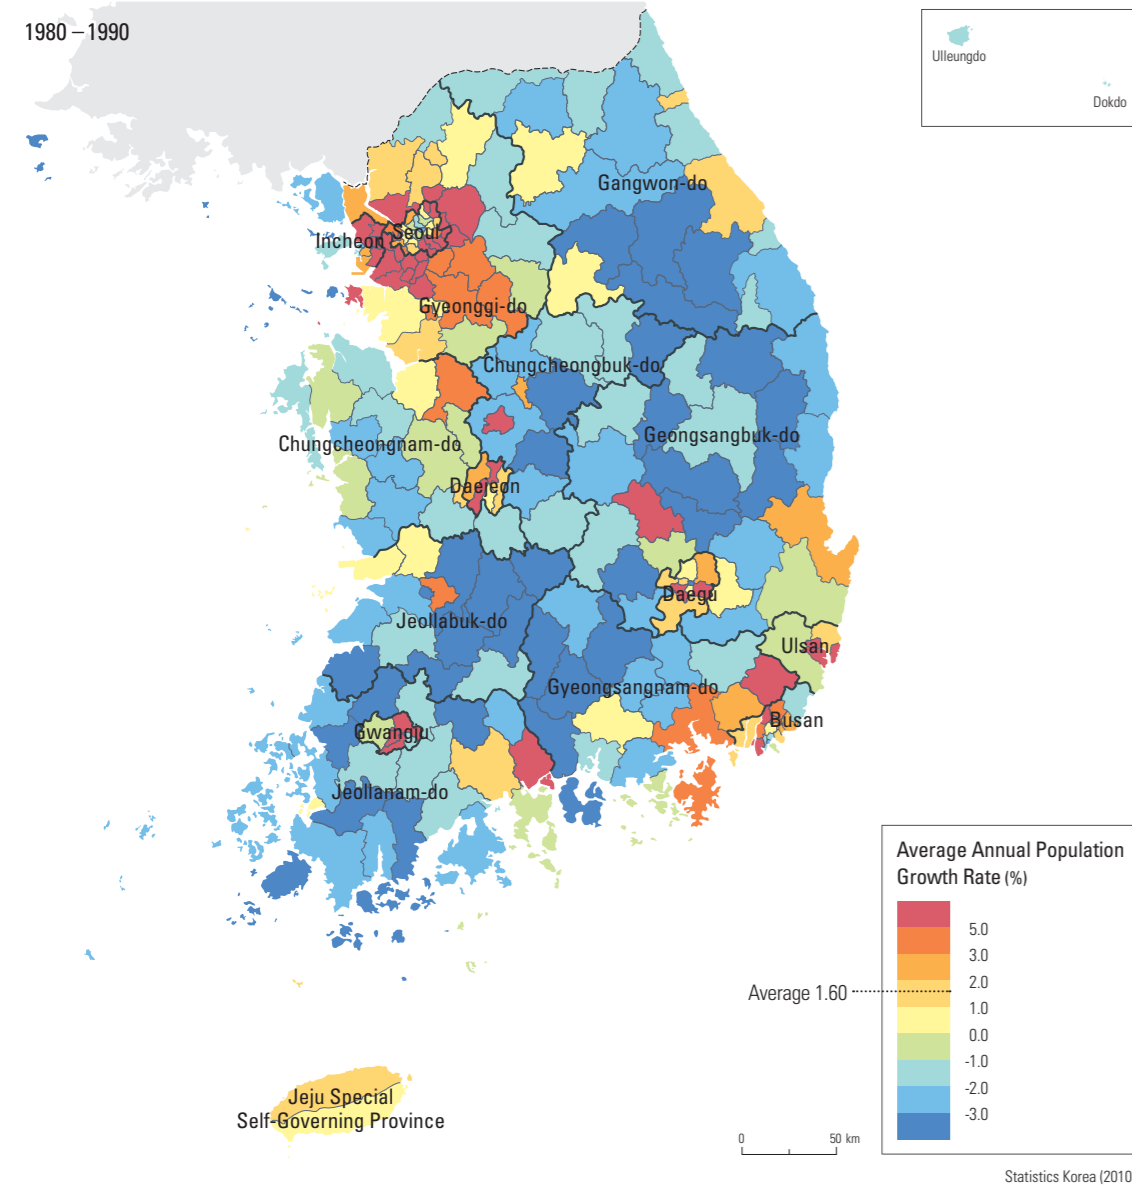 1980 – 1990
Ulleungdo
Dokdo
Gangwon-do
Seoul
Incheon
Gyeonggi-do
Chungcheongbuk-do
Geongsangbuk-do
Chungcheongnam-do
Daejeon
Daegu
Jeollabuk-do
Ulsan
Gyeongsangnam-do
Busan
Gwangju
Jeollanam-do
Average Annual Population
Growth Rate (%)
5.0
3.0
2.0
Average 1.60
1.0
0.0
-1.0
-2.0
-3.0
Jeju Special
Self-Governing Province
0 50 km
Statistics Korea (2010